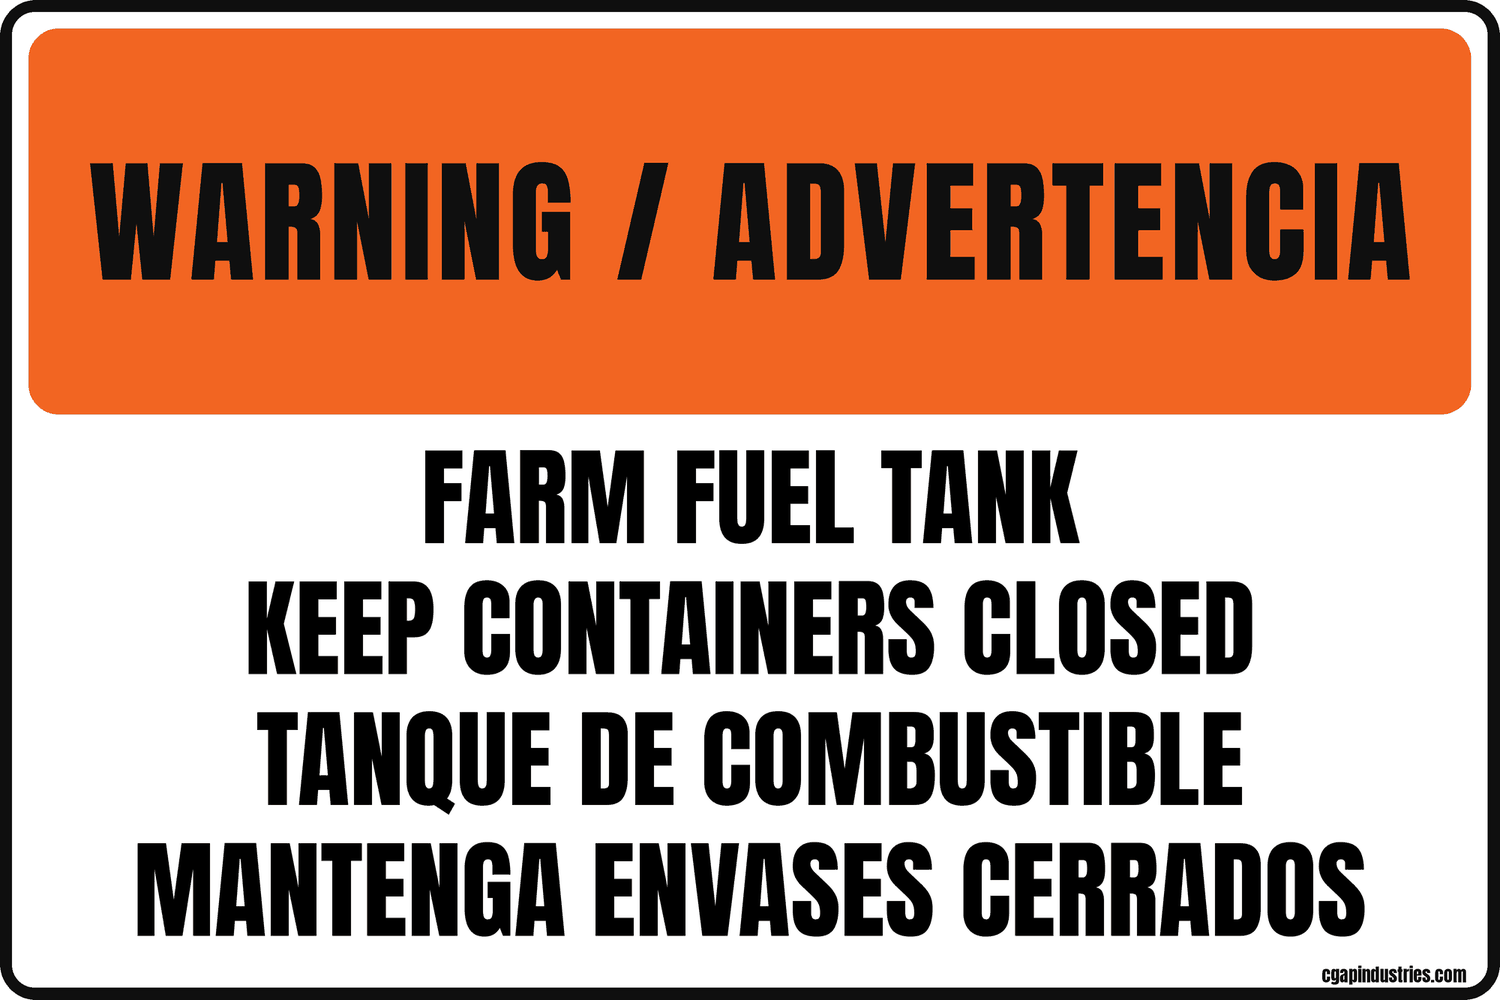 WARNING / ADVERTENCIA
FARM FUEL TANK
KEEP CONTAINERS CLOSED
TANQUE DE COMBUSTIBLE
MANTENGA ENVASES CERRADOS
cgapindustries.com